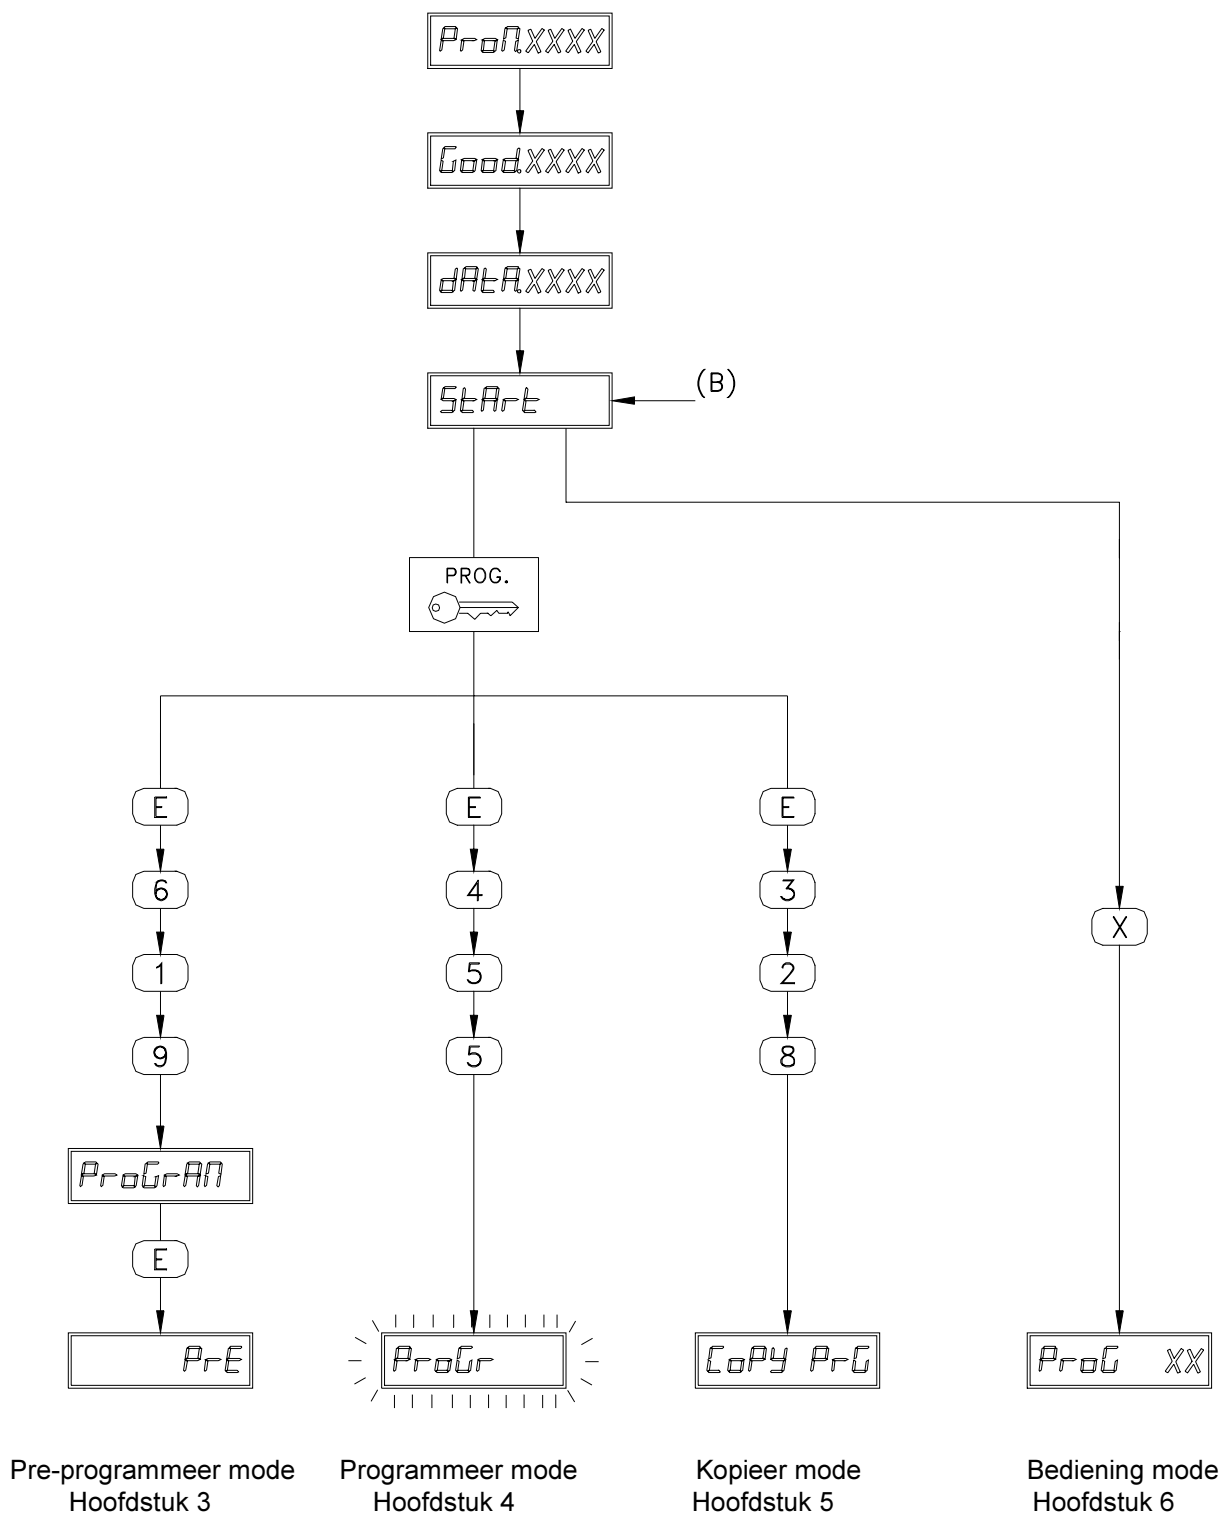 ProM.XXXX
Good.XXXX
dAtA.XXXX
StArt
(B)
PROG.
E
E
E
6
4
3
X
1
5
2
9
5
8
ProGrAM
E
PrE
ProGr
CoPY PrG
ProG XX
Pre-programmeer mode
Hoofdstuk 3
Programmeer mode
Hoofdstuk 4
Kopieer mode
Hoofdstuk 5
Bediening mode
Hoofdstuk 6